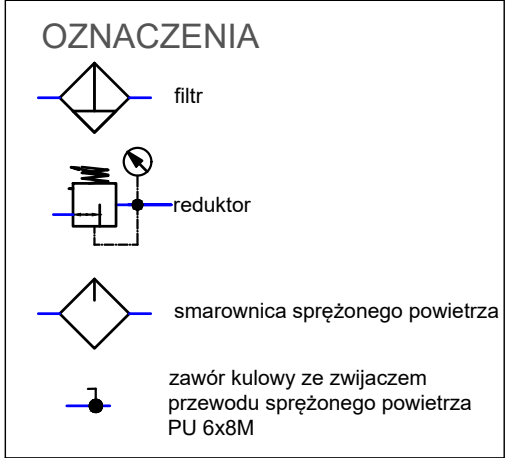 OZNACZENIA
filtr
reduktor
smarownica sprężonego powietrza
zawór kulowy ze zwijaczem
przewodu sprężonego powietrza
PU 6x8M